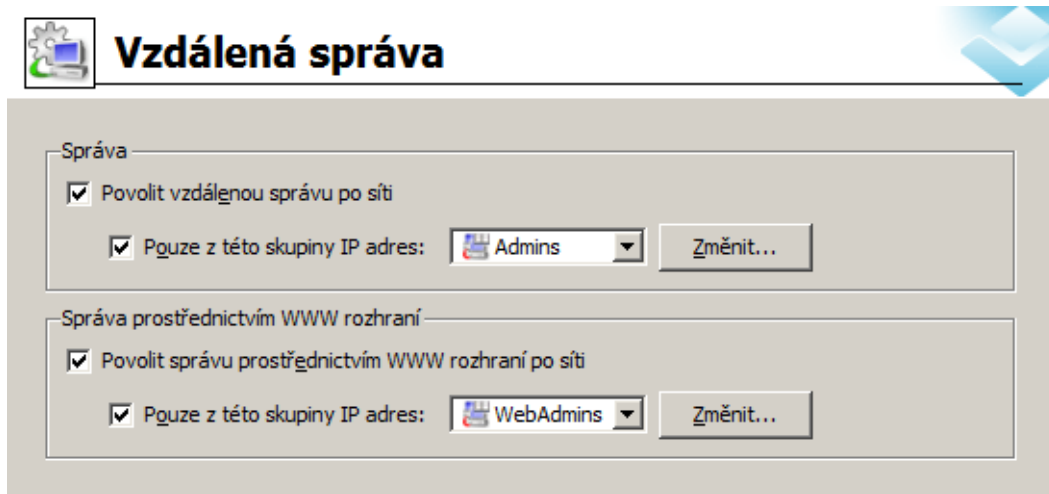 Vzdálená správa
Správa
Povolit vzdálenou správu po síti
Pouze z této skupiny IP adres: Admins Změnit...
Správa prostřednictvím WWW rozhraní
Povolit správu prostřednictvím WWW rozhraní po síti
Pouze z této skupiny IP adres: WebAdmins Změnit...